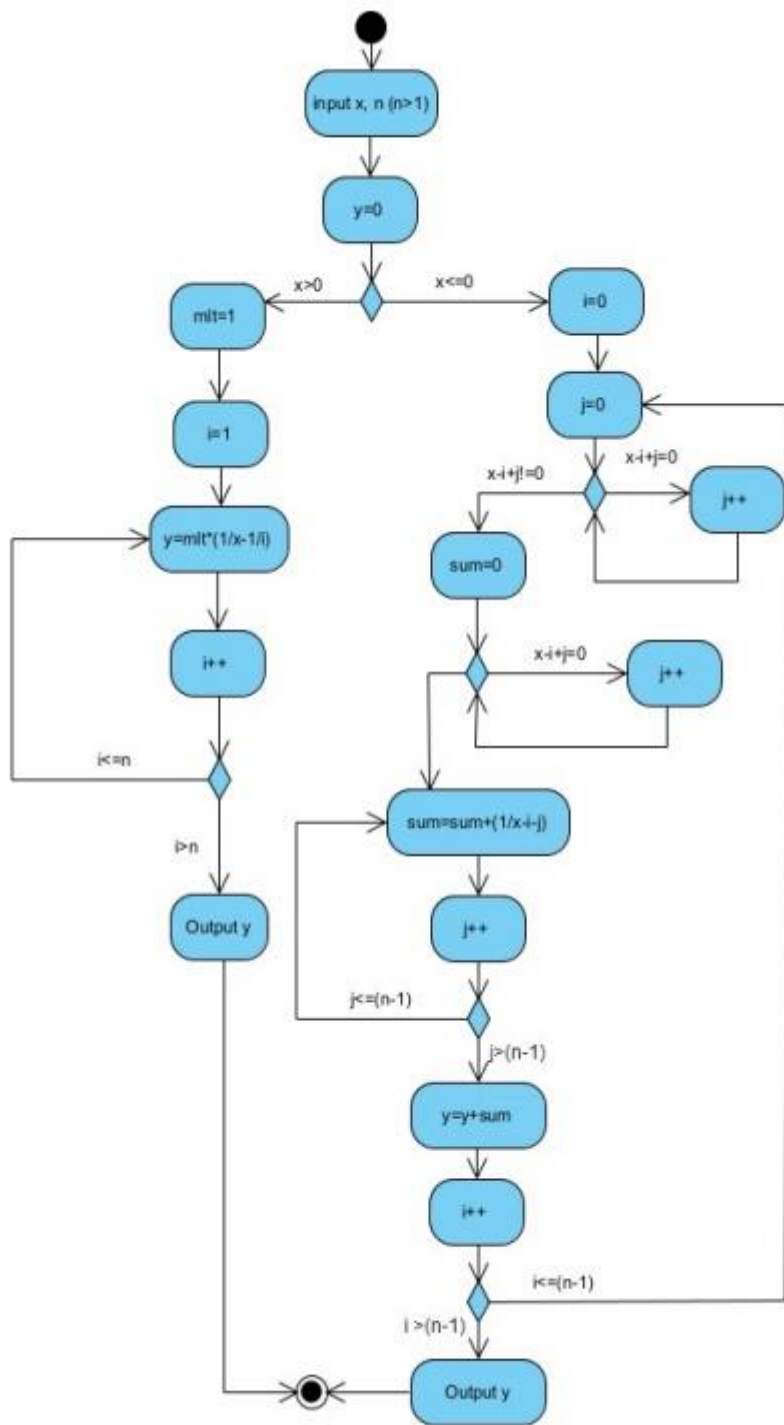 input x, n (n>1)
y=0
x>0
x<=0
mlt=1
i=0
i=1
j=0
x-i+j!=0
x-i+j=0
j++
y=mlt*(1/x-1/i)
sum=0
i++
x-i+j=0
j++
i<=n
sum=sum+(1/x-i-j)
i>n
Output y
j++
j<=(n-1)
j>(n-1)
y=y+sum
i++
i<=(n-1)
i >(n-1)
Output y